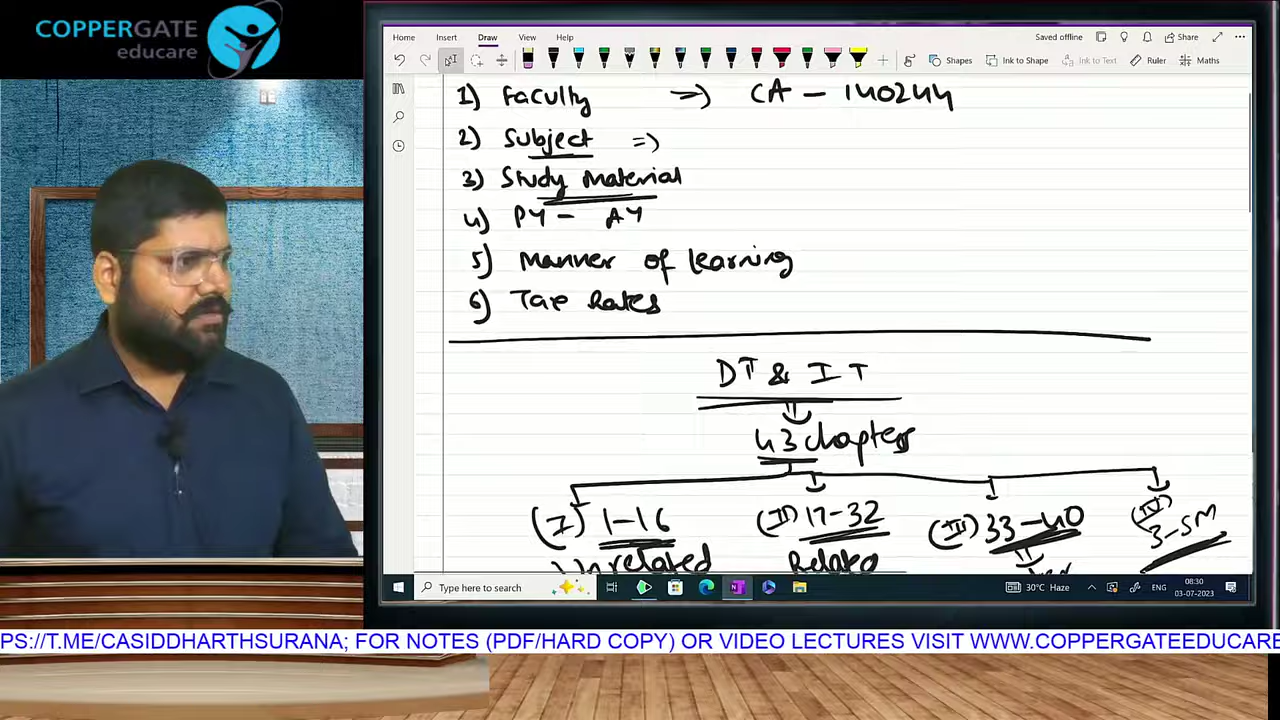 COPPERGATE
educare
Home Insert Draw View Help
Saved offline
Share
Shapes
Ink to Shape
Ink to Text
Ruler
Maths
1) Faculty => CA - 140244
2) Subject =>
3) Study Material
4) PY - AY
5) Manner of learning
6) Tax Rates
DT & IT
43 chapters
(I) 1-16 (II) 17-32 (III) 33-40 (IV) 3-SM
Unrelated
Related
Type here to search
30°C Haze
ENG
08:30
03-07-2023
PS://T.ME/CASIDDHARTHSURANA; FOR NOTES (PDF/HARD COPY) OR VIDEO LECTURES VISIT WWW.COPPERGATEEDUCARE